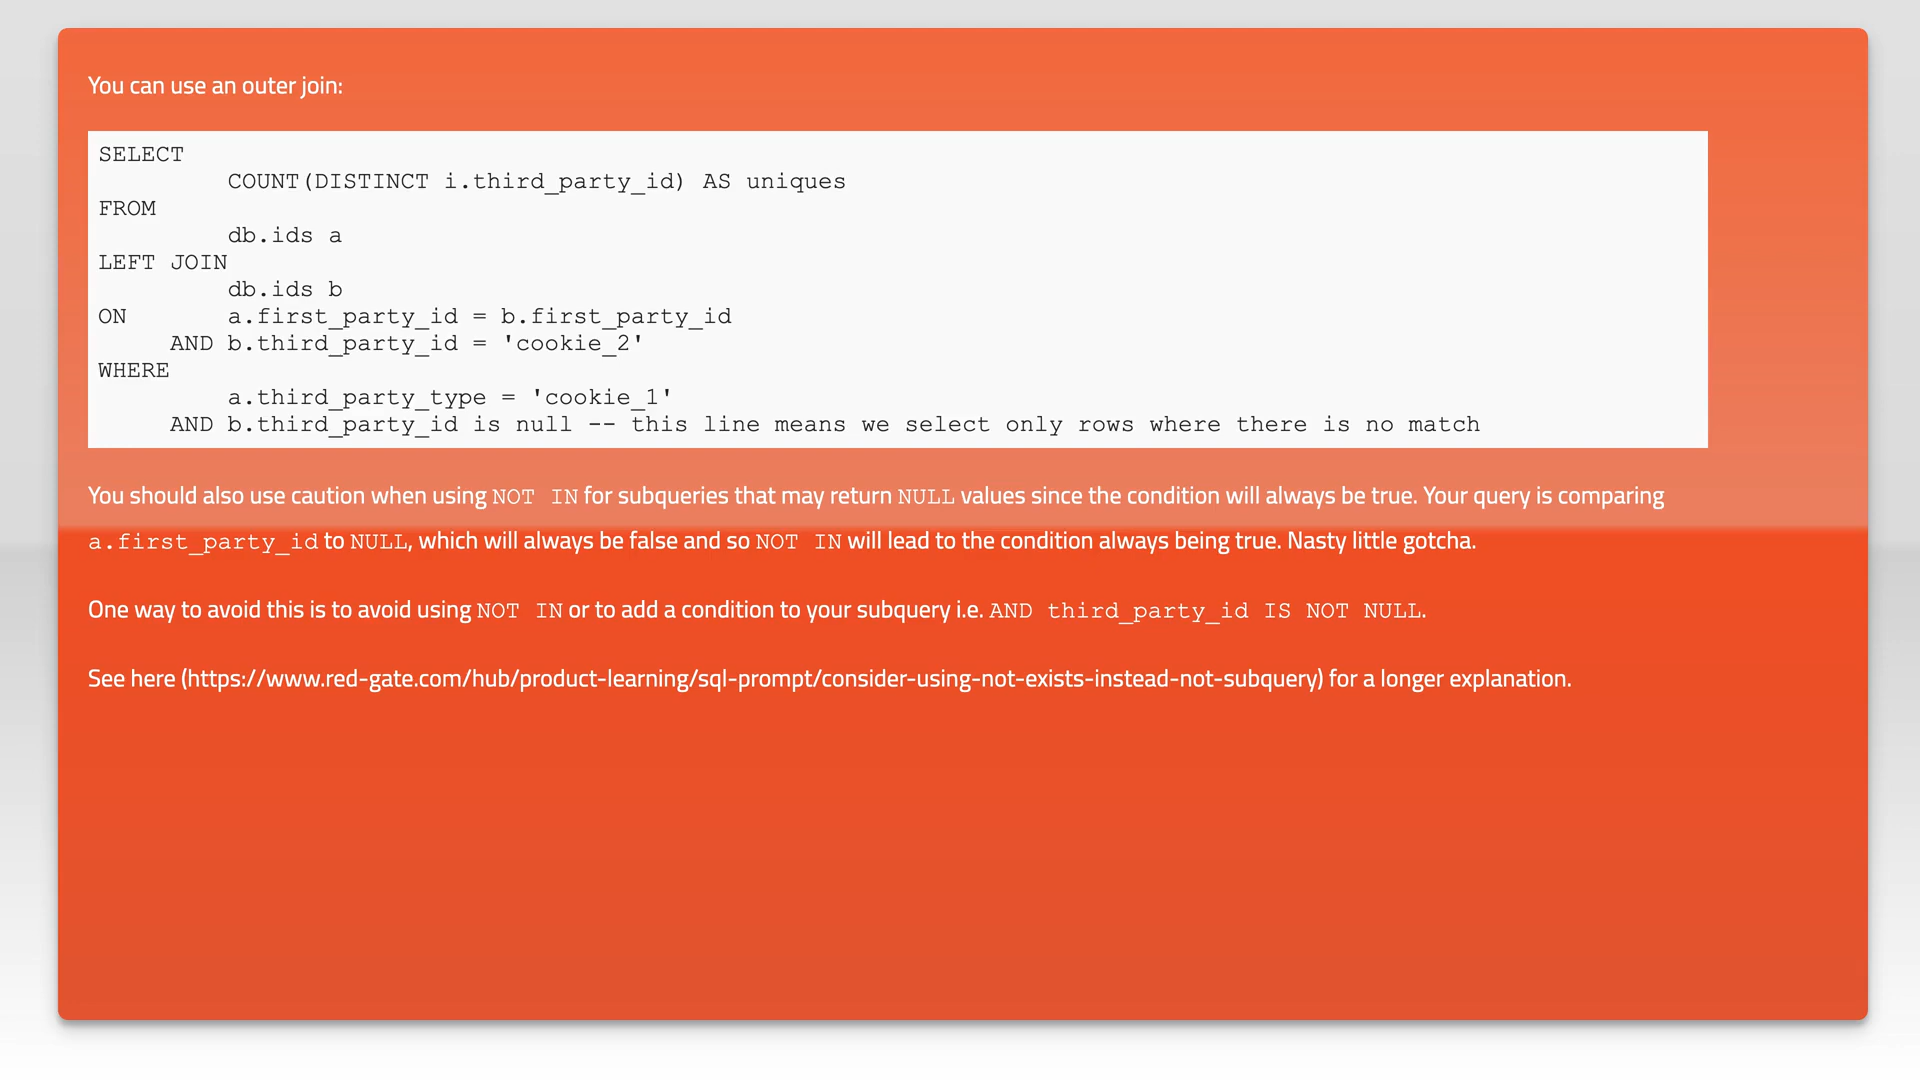 You can use an outer join:
SELECT
COUNT(DISTINCT i.third_party_id) AS uniques
FROM
db.ids a
LEFT JOIN
db.ids b
ON a.first_party_id = b.first_party_id
AND b.third_party_id = 'cookie_2'
WHERE
a.third_party_type = 'cookie_1'
AND b.third_party_id is null -- this line means we select only rows where there is no match
You should also use caution when using NOT IN for subqueries that may return NULL values since the condition will always be true. Your query is comparing
a.first_party_id to NULL, which will always be false and so NOT IN will lead to the condition always being true. Nasty little gotcha.
One way to avoid this is to avoid using NOT IN or to add a condition to your subquery i.e. AND third_party_id IS NOT NULL.
See here (https://www.red-gate.com/hub/product-learning/sql-prompt/consider-using-not-exists-instead-not-subquery) for a longer explanation.